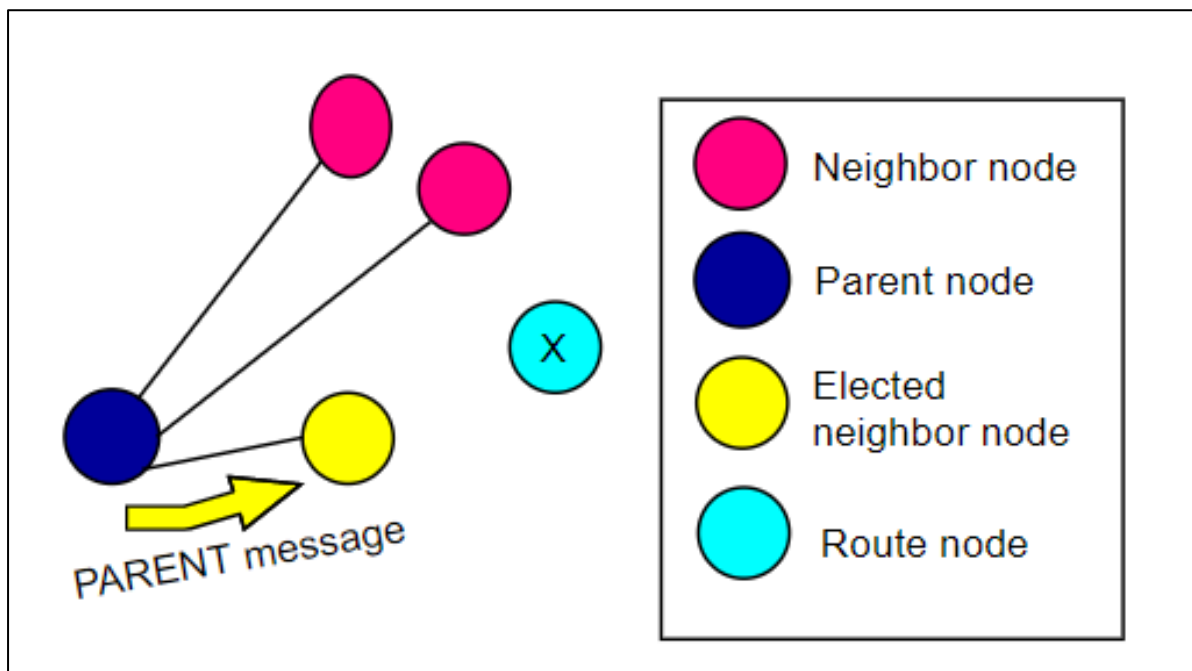 Neighbor node
Parent node
X
Elected
neighbor node
Route node
PARENT message